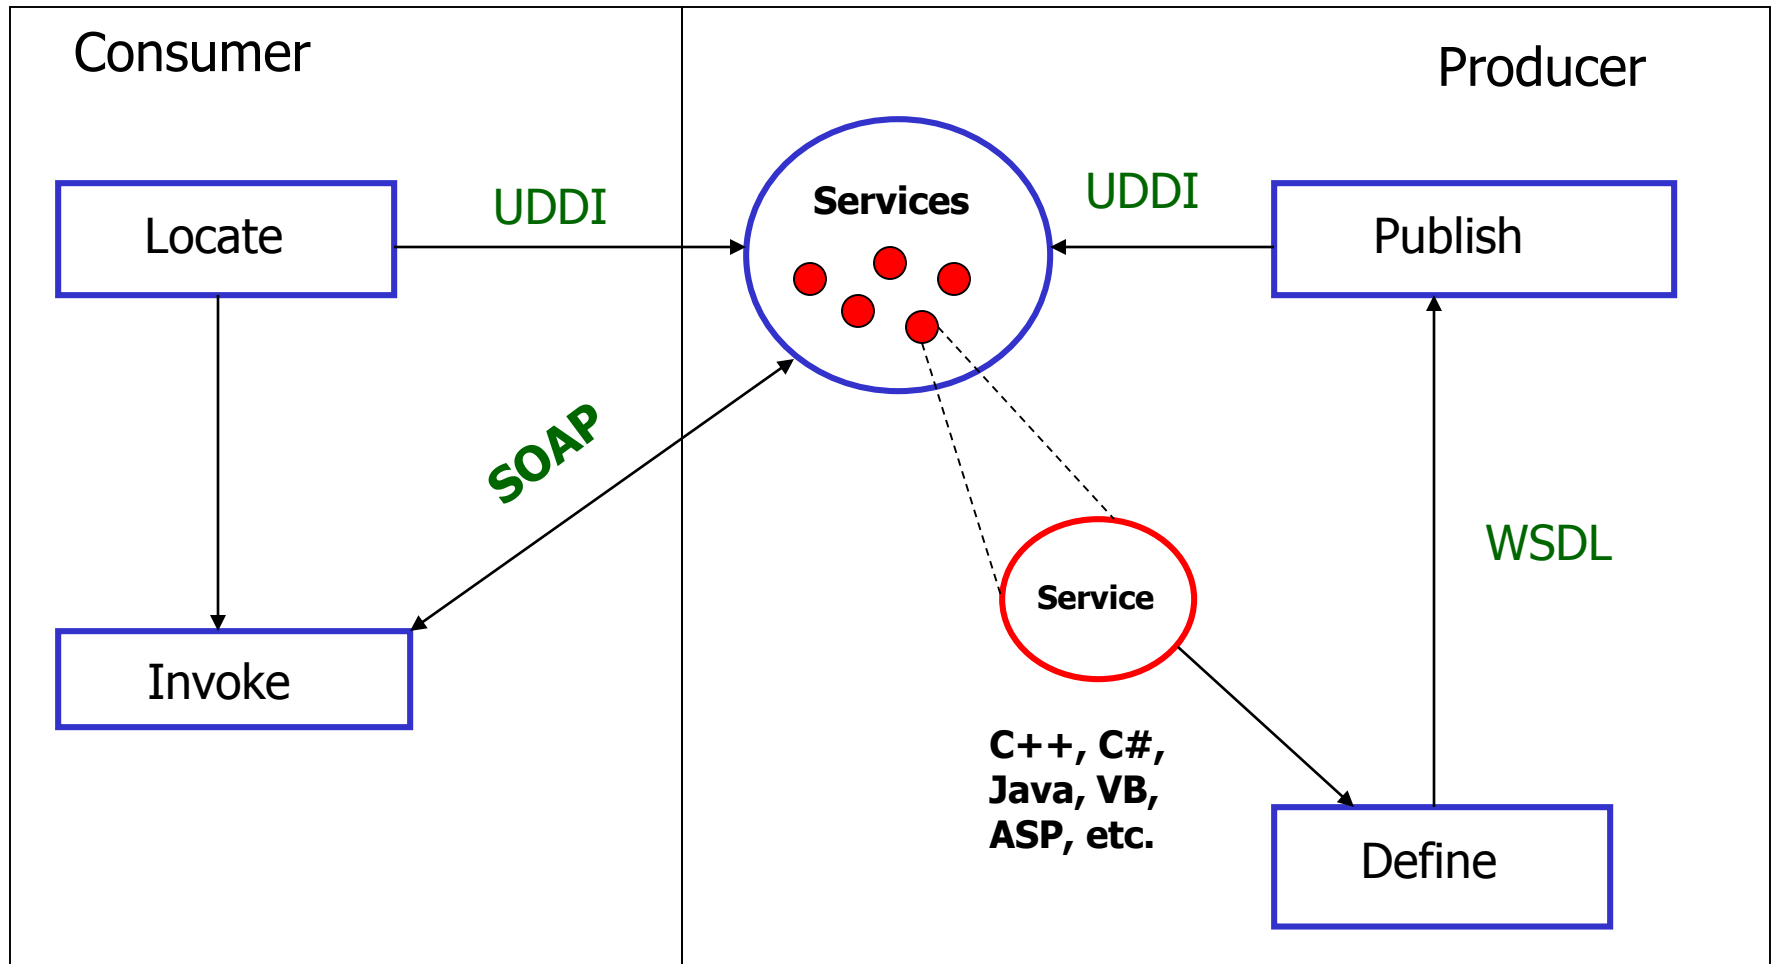 Consumer
Producer
Locate
UDDI
Services
UDDI
Publish
SOAP
WSDL
Service
Invoke
C++, C#,
Java, VB,
ASP, etc.
Define